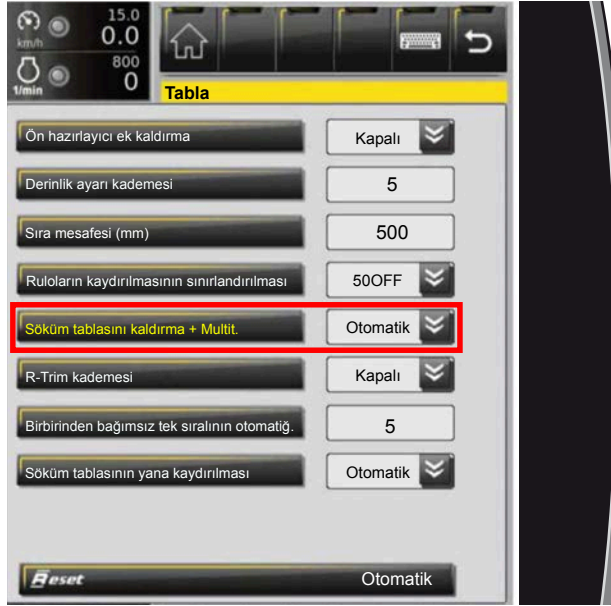 15.0
km/h 0.0
800
1/min 0
Tabla
Ön hazırlayıcı ek kaldırma Kapalı
Derinlik ayarı kademesi 5
Sıra mesafesi (mm) 500
Ruloların kaydırılmasının sınırlandırılması 50OFF
Söküm tablasını kaldırma + Multit. Otomatik
R-Trim kademesi Kapalı
Birbirinden bağımsız tek sıralının otomatiğ. 5
Söküm tablasının yana kaydırılması Otomatik
Reset Otomatik